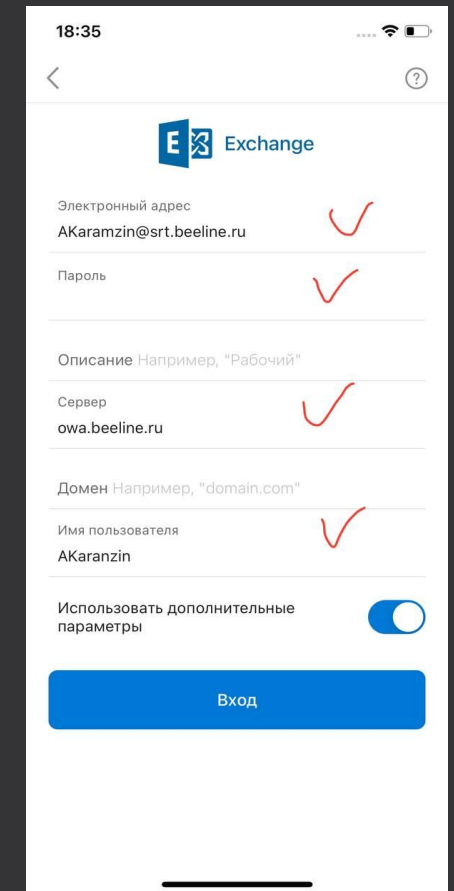 18:35
Exchange
Электронный адрес
AKaramzin@srt.beeline.ru
Пароль
Описание Например, "Рабочий"
Сервер
owa.beeline.ru
Домен Например, "domain.com"
Имя пользователя
AKaranzin
Использовать дополнительные
параметры
Вход